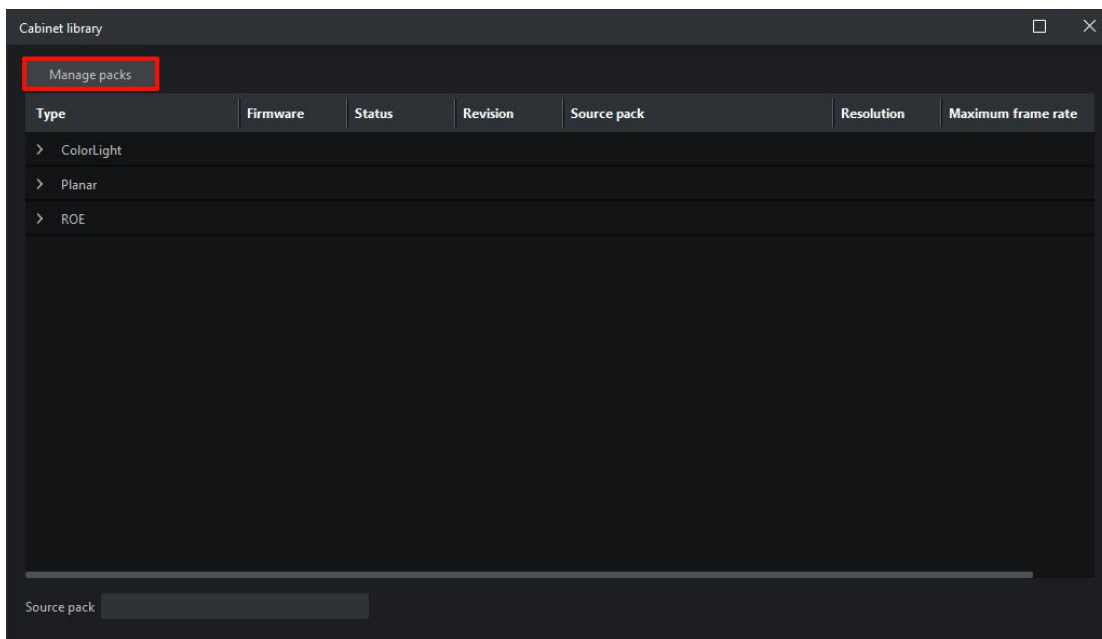 Cabinet library
Manage packs
Type Firmware Status Revision Source pack Resolution Maximum frame rate
ColorLight
Planar
ROE
Source pack